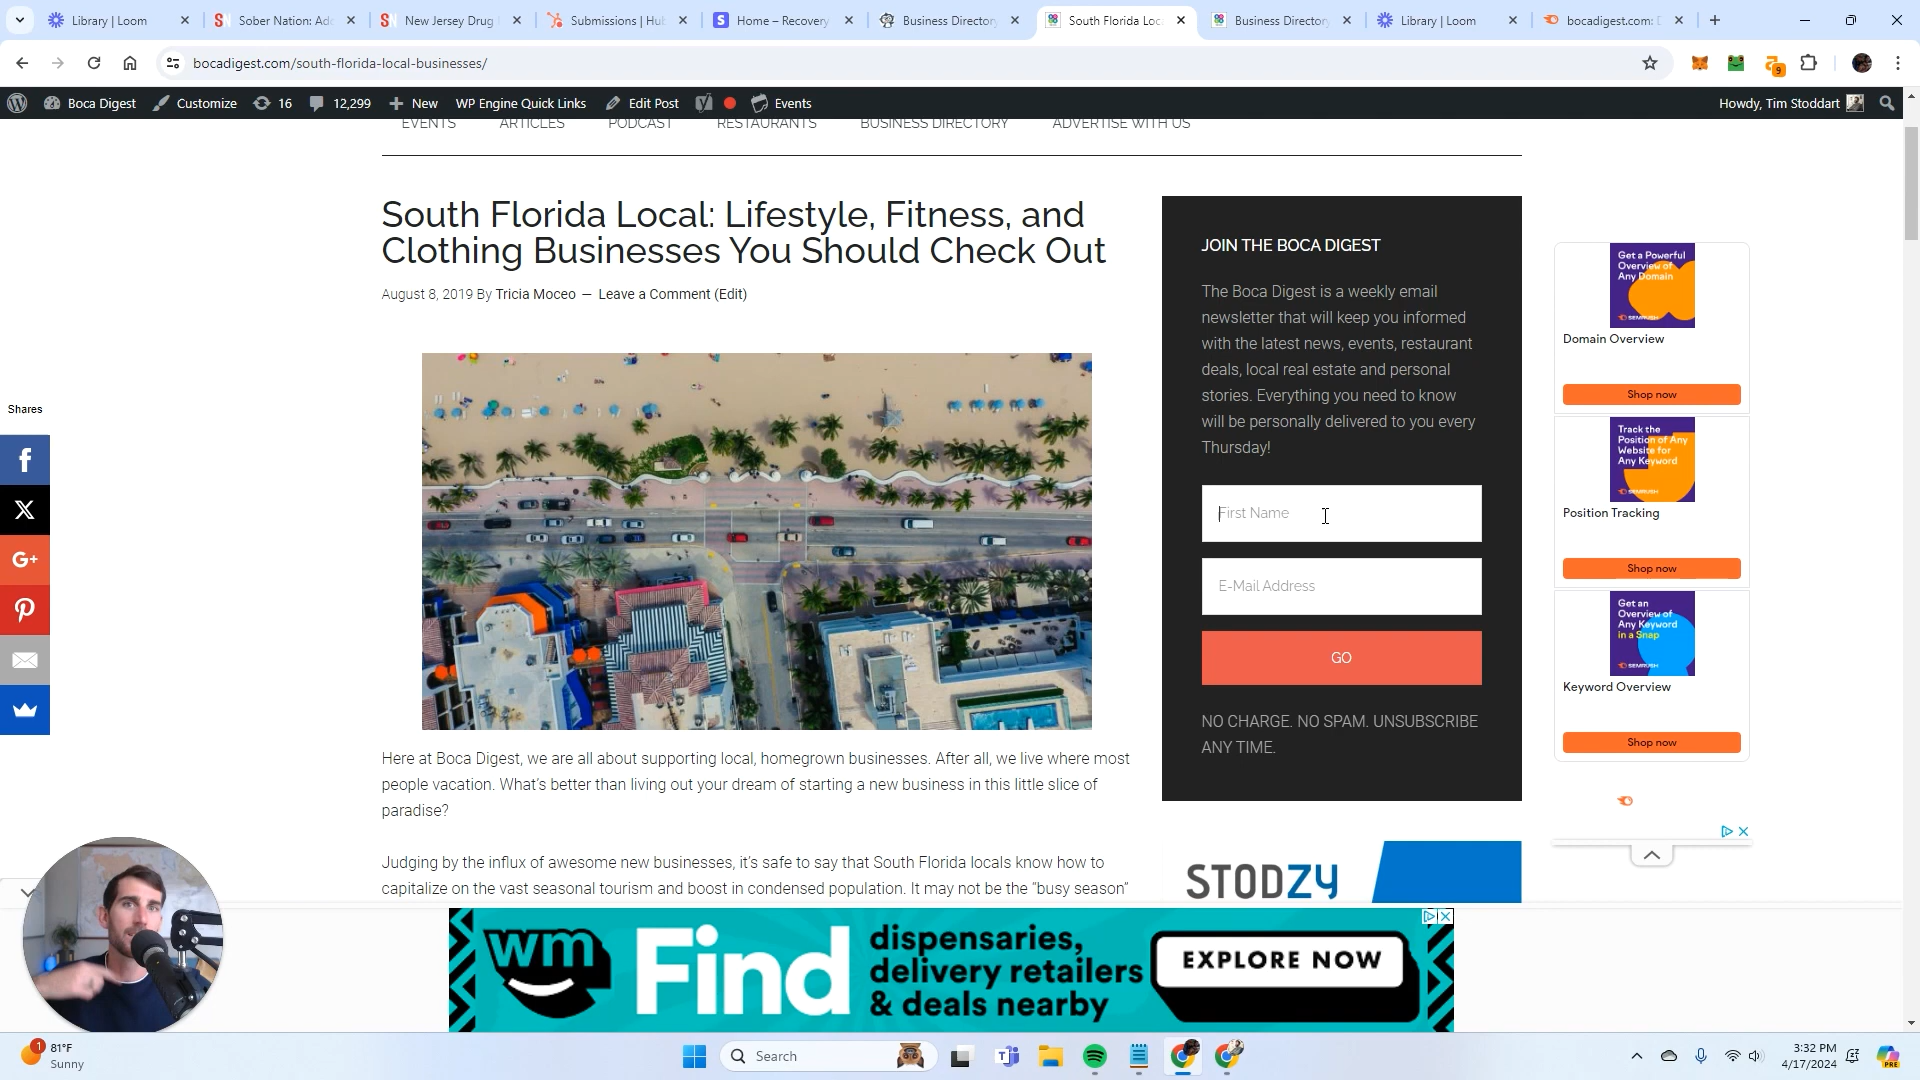 Library | Loom
Sober Nation: Ad
New Jersey Drug
Submissions | Hu
Home – Recovery
Business Director
South Florida Loc
Business Directory
Library | Loom
bocadigest.com:
bocadigest.com/south-florida-local-businesses/
9
Boca Digest
Customize
16
12,299
New
WP Engine Quick Links
Edit Post
Events
Howdy, Tim Stoddart
EVENTS
ARTICLES
PODCAST
RESTAURANTS
BUSINESS DIRECTORY
ADVERTISE WITH US
South Florida Local: Lifestyle, Fitness, and
Clothing Businesses You Should Check Out
August 8, 2019 By Tricia Moceo — Leave a Comment (Edit)
Shares
f
X
G+
Here at Boca Digest, we are all about supporting local, homegrown businesses. After all, we live where most
people vacation. What's better than living out your dream of starting a new business in this little slice of
paradise?
Judging by the influx of awesome new businesses, it's safe to say that South Florida locals know how to
capitalize on the vast seasonal tourism and boost in condensed population. It may not be the "busy season"
JOIN THE BOCA DIGEST
The Boca Digest is a weekly email
newsletter that will keep you informed
with the latest news, events, restaurant
deals, local real estate and personal
stories. Everything you need to know
will be personally delivered to you every
Thursday!
First Name
E-Mail Address
GO
NO CHARGE. NO SPAM. UNSUBSCRIBE
ANY TIME.
STODZY
Get a Powerful
Overview of
Any Domain
SEMRUSH
Domain Overview
Shop now
Track the
Position of Any
Website for
Any Keyword
SEMRUSH
Position Tracking
Shop now
Get an
Overview of
Any Keyword
in a Snap
SEMRUSH
Keyword Overview
Shop now
wm
Find
dispensaries,
delivery retailers
& deals nearby
EXPLORE NOW
1
81°F
Sunny
Search
3:32 PM
4/17/2024
PRE